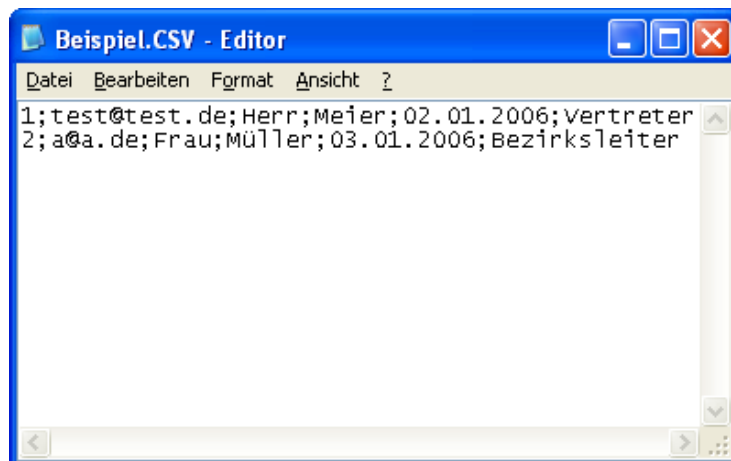 Beispiel.CSV - Editor
Datei Bearbeiten Format Ansicht ?
1;test@test.de;Herr;Meier;02.01.2006;Vertreter
2;a@a.de;Frau;Müller;03.01.2006;Bezirksleiter